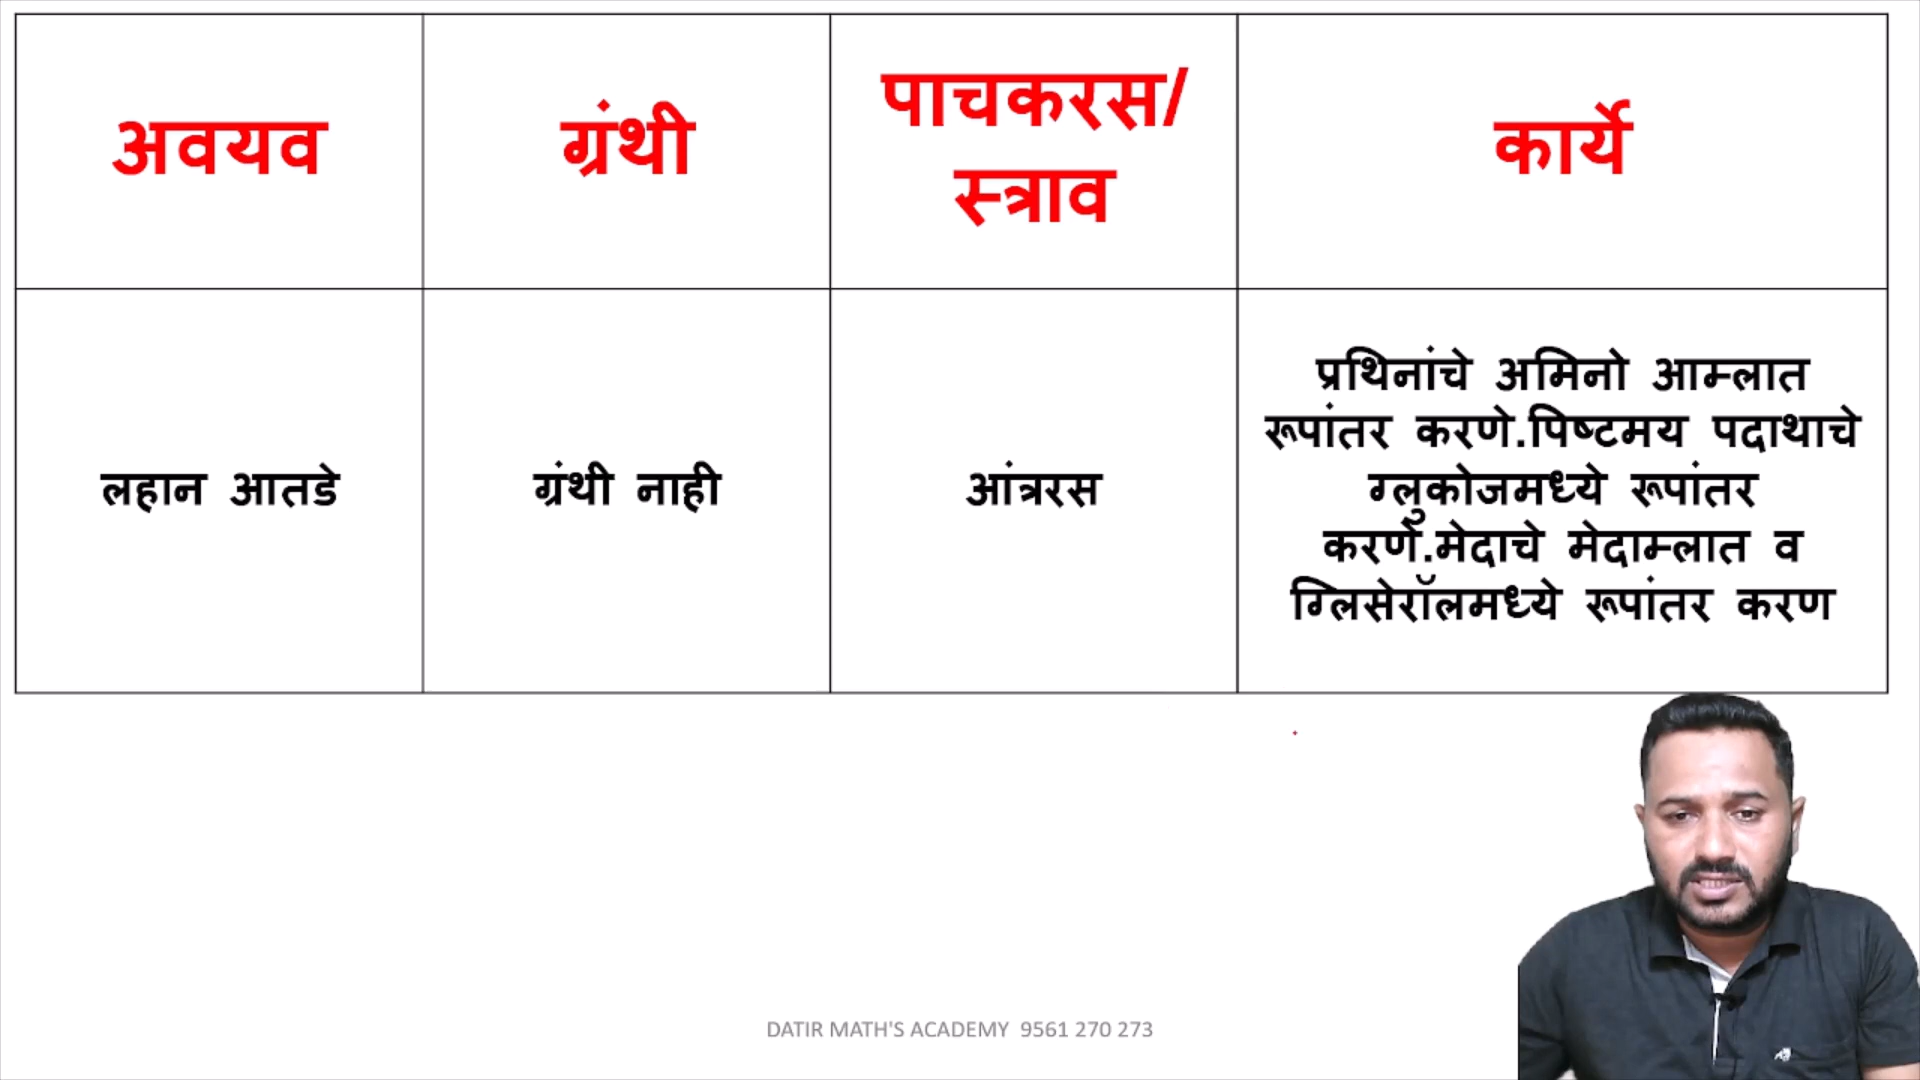 अवयव
ग्रंथी
पाचकरस/
स्त्राव
कार्ये
लहान आतडे
ग्रंथी नाही
आंत्ररस
प्रथिनांचे अमिनो आम्लात
रूपांतर करणे.पिष्टमय पदाथाचे
ग्लुकोजमध्ये रूपांतर
करणे.मेदाचे मेदाम्लात व
ग्लिसेरॉलमध्ये रूपांतर करण
DATIR MATH'S ACADEMY 9561 270 273